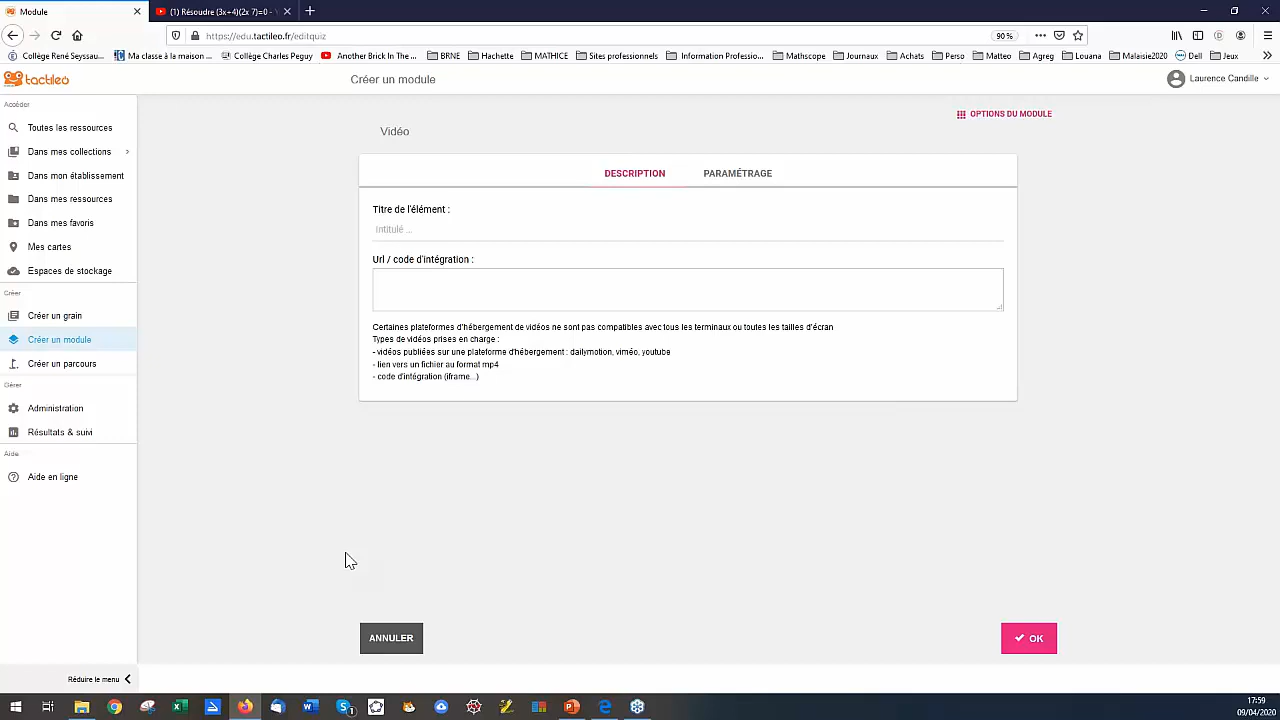 Module
(1) Résoudre (3x+4)(2x 7)=0 -
https://edu.tactileo.fr/editquiz
90 %
Collège René Seyssau...
Ma classe à la maison ...
Collège Charles Peguy
Another Brick In The ...
BRNE
Hachette
MATHICE
Sites professionnels
Information Professio...
Mathscope
Journaux
Achats
Perso
Matteo
Agreg
Louana
Malaisie2020
Dell
Jeux
tactileo
Créer un module
Laurence Candille
Accéder
Toutes les ressources
Dans mes collections
Dans mon établissement
Dans mes ressources
Dans mes favoris
Mes cartes
Espaces de stockage
Créer
Créer un grain
Créer un module
Créer un parcours
Gérer
Administration
Résultats & suivi
Aide
Aide en ligne
Réduire le menu
OPTIONS DU MODULE
Vidéo
DESCRIPTION
PARAMÉTRAGE
Titre de l'élément :
Intitulé ...
Url / code d'intégration :
Certaines plateformes d'hébergement de vidéos ne sont pas compatibles avec tous les terminaux ou toutes les tailles d'écran
Types de vidéos prises en charge :
- vidéos publiées sur une plateforme d'hébergement : dailymotion, viméo, youtube
- lien vers un fichier au format mp4
- code d'intégration (iframe...)
ANNULER
OK
17:59
09/04/2020